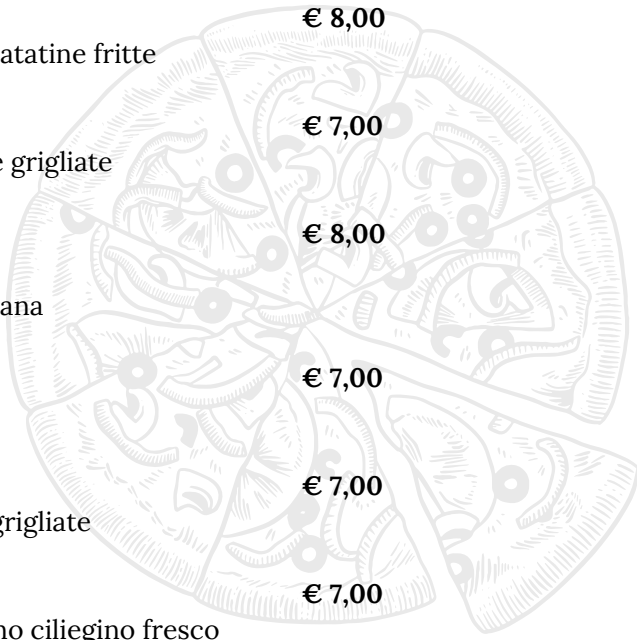 € 8,00
atatine fritte
€ 7,00
e grigliate
€ 8,00
ana
€ 7,00
€ 7,00
grigliate
€ 7,00
no ciliegino fresco